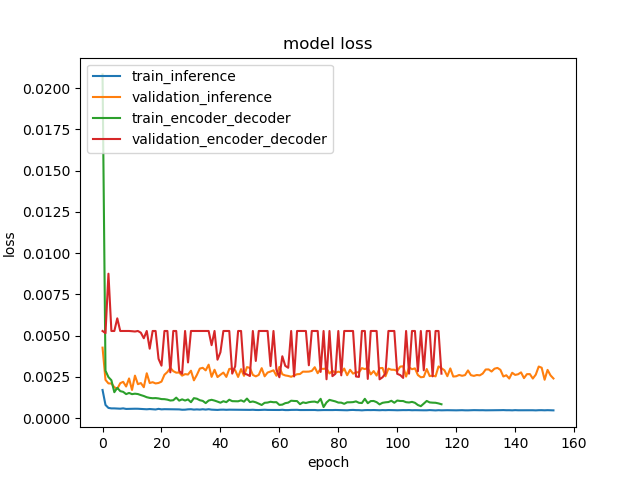 model loss
train_inference
validation_inference
train_encoder_decoder
validation_encoder_decoder
loss
0.0200
0.0175
0.0150
0.0125
0.0100
0.0075
0.0050
0.0025
0.0000
0 20 40 60 80 100 120 140 160
epoch